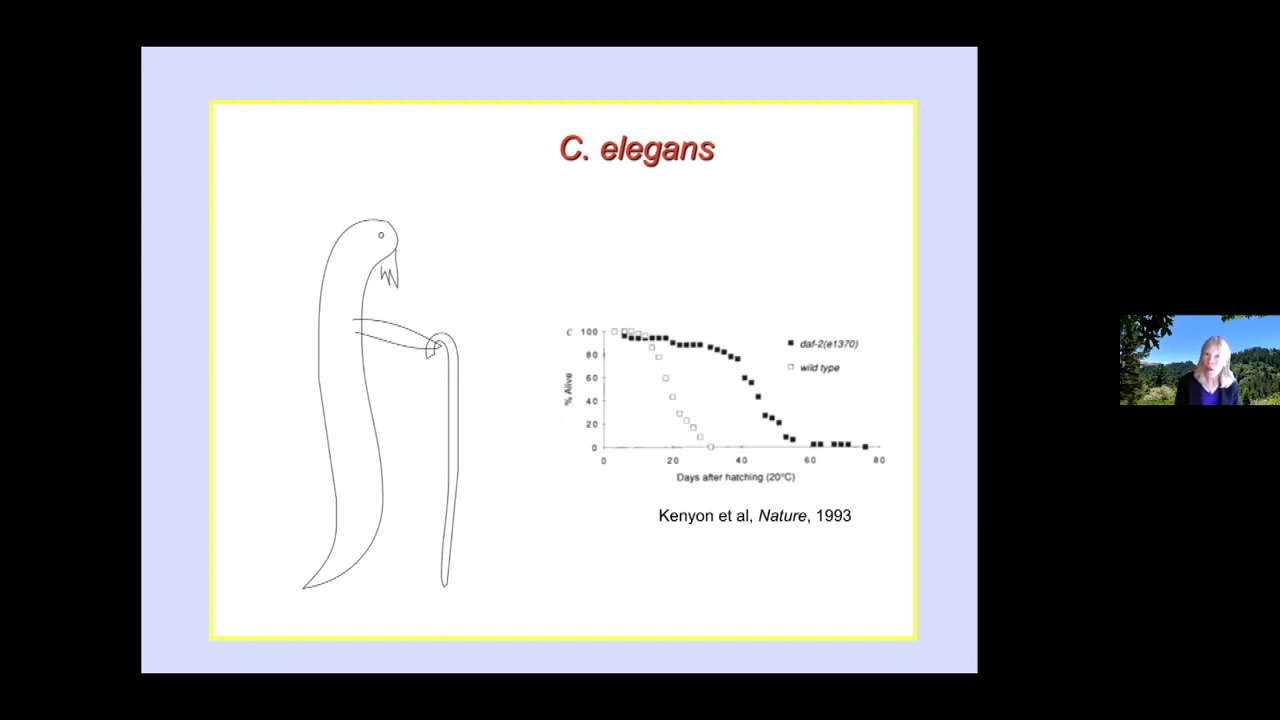 C. elegans
c
100
80
60
40
20
0
% Alive
daf-2(e1370)
wild type
0 20 40 60 80
Days after hatching (20°C)
Kenyon et al, Nature, 1993